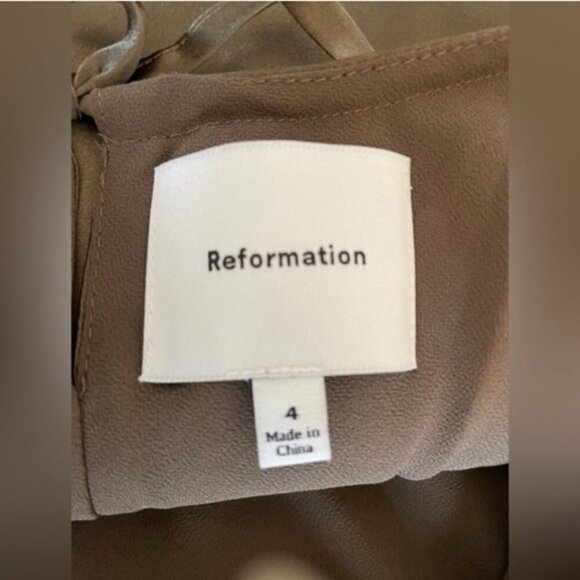 Reformation
4
Made in
China